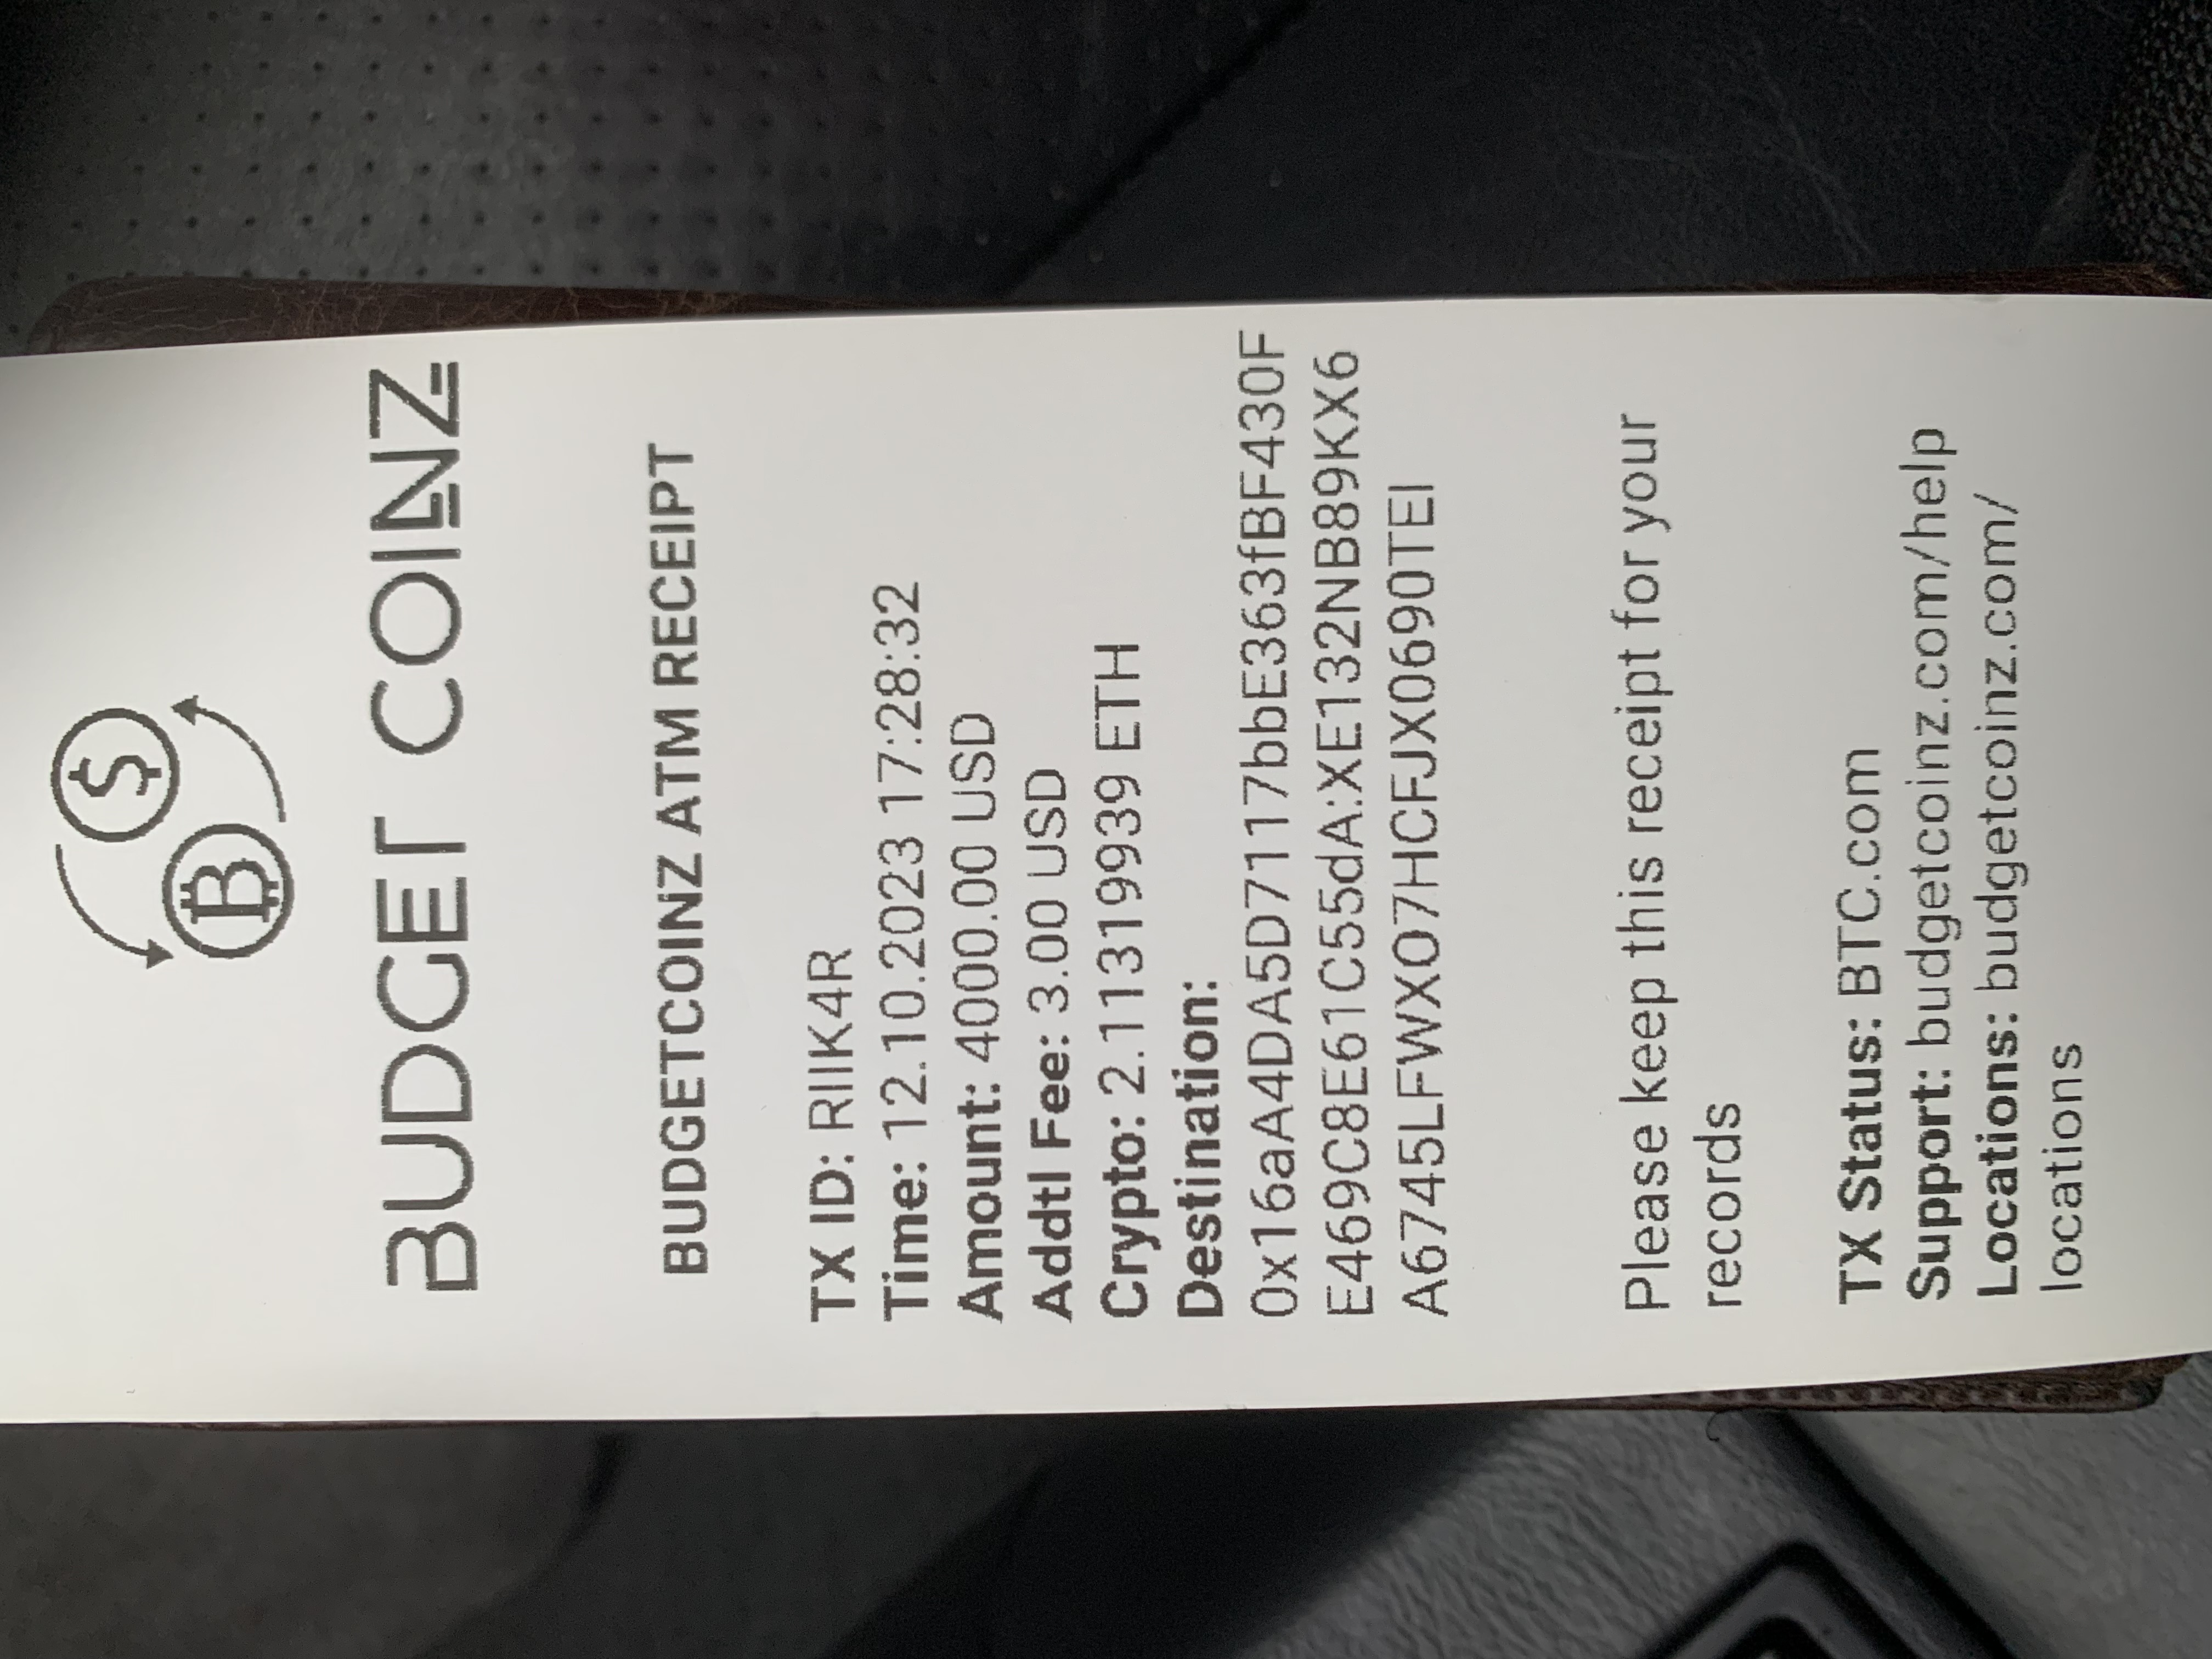 $
B
BUDGET COINZ
BUDGETCOINZ ATM RECEIPT
TX ID: RIIK4R
Time: 12.10.2023 17:28:32
Amount: 4000.00 USD
Addtl Fee: 3.00 USD
Crypto: 2.11319939 ETH
Destination:
0x16aA4DA5D7117bbE363fBF430F
E469C8E61C55dA:XE132NB89KX6
A6745LFWXO7HCFJX0690TEI
Please keep this receipt for your
records
TX Status: BTC.com
Support: budgetcoinz.com/help
Locations: budgetcoinz.com/
locations